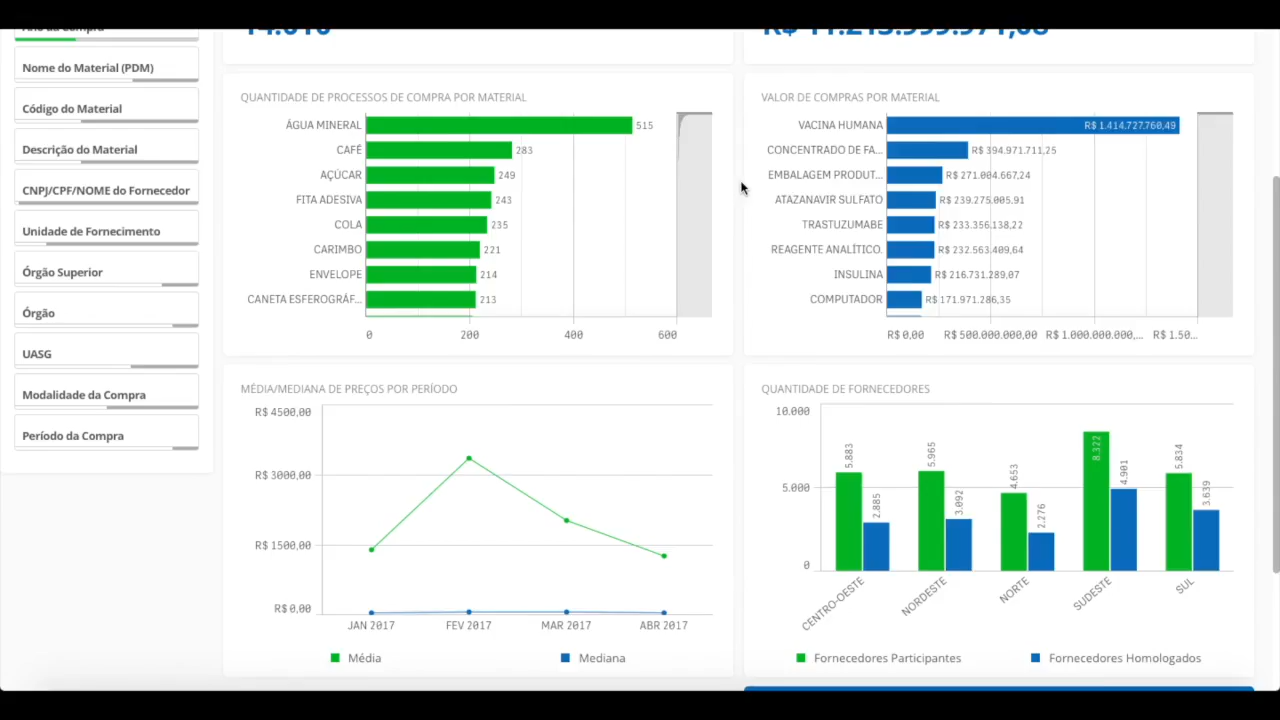 Ano da Compra
Nome do Material (PDM)
Código do Material
Descrição do Material
CNPJ/CPF/NOME do Fornecedor
Unidade de Fornecimento
Órgão Superior
Órgão
UASG
Modalidade da Compra
Período da Compra
QUANTIDADE DE PROCESSOS DE COMPRA POR MATERIAL
ÁGUA MINERAL 515
CAFÉ 283
AÇÚCAR 249
FITA ADESIVA 243
COLA 235
CARIMBO 221
ENVELOPE 214
CANETA ESFEROGRÁF... 213
0 200 400 600
VALOR DE COMPRAS POR MATERIAL
VACINA HUMANA R$ 1.414.727.760,49
CONCENTRADO DE FA... R$ 394.971.711,25
EMBALAGEM PRODUT... R$ 271.004.667,24
ATAZANAVIR SULFATO R$ 239.275.005,91
TRASTUZUMABE R$ 233.356.138,22
REAGENTE ANALÍTICO. R$ 232.563.409,64
INSULINA R$ 216.731.289,07
COMPUTADOR R$ 171.971.286,35
R$ 0,00 R$ 500.000.000,00 R$ 1.000.000.000,... R$ 1.50...
MÉDIA/MEDIANA DE PREÇOS POR PERÍODO
R$ 4500,00
R$ 3000,00
R$ 1500,00
R$ 0,00
JAN 2017 FEV 2017 MAR 2017 ABR 2017
Média Mediana
QUANTIDADE DE FORNECEDORES
10.000
5.000
0
5.883 2.885 5.965 3.092 4.653 2.276 8.322 4.901 5.834 3.639
CENTRO-OESTE NORDESTE NORTE SUDESTE SUL
Fornecedores Participantes Fornecedores Homologados